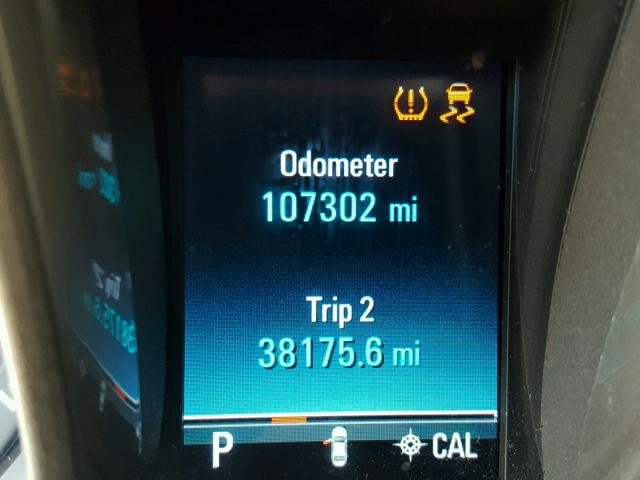 Odometer
107302 mi
Trip 2
38175.6 mi
P CAL